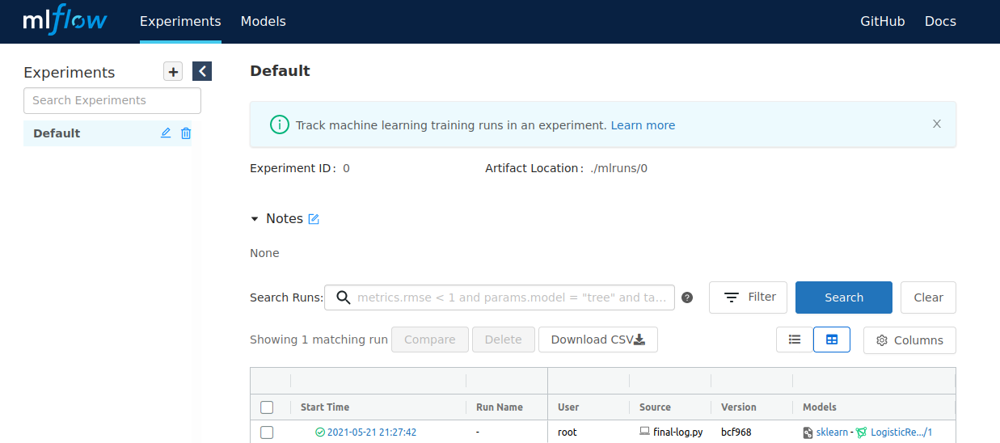 mlflow Experiments Models GitHub Docs
Experiments +
Search Experiments
Default
Default
Track machine learning training runs in an experiment. Learn more
Experiment ID: 0 Artifact Location: ./mlruns/0
Notes
None
Search Runs: metrics.rmse < 1 and params.model = "tree" and ta... ? Filter Search Clear
Showing 1 matching run Compare Delete Download CSV Columns
Start Time Run Name User Source Version Models
2021-05-21 21:27:42 - root final-log.py bcf968 sklearn - LogisticRe.../1